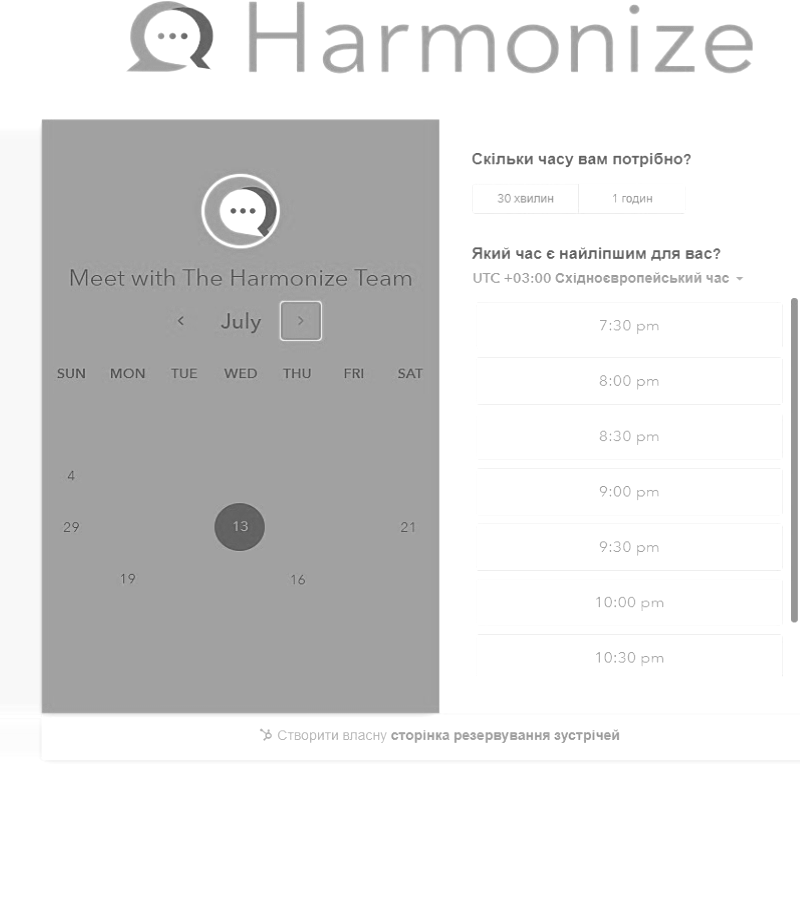 Harmonize
Meet with The Harmonize Team
July
SUN MON TUE WED THU FRI SAT
4
29 13 21
19 16
Скільки часу вам потрібно?
30 хвилин 1 годин
Який час є найліпшим для вас?
UTC +03:00 Східноєвропейський час
7:30 pm
8:00 pm
8:30 pm
9:00 pm
9:30 pm
10:00 pm
10:30 pm
Створити власну сторінка резервування зустрічей